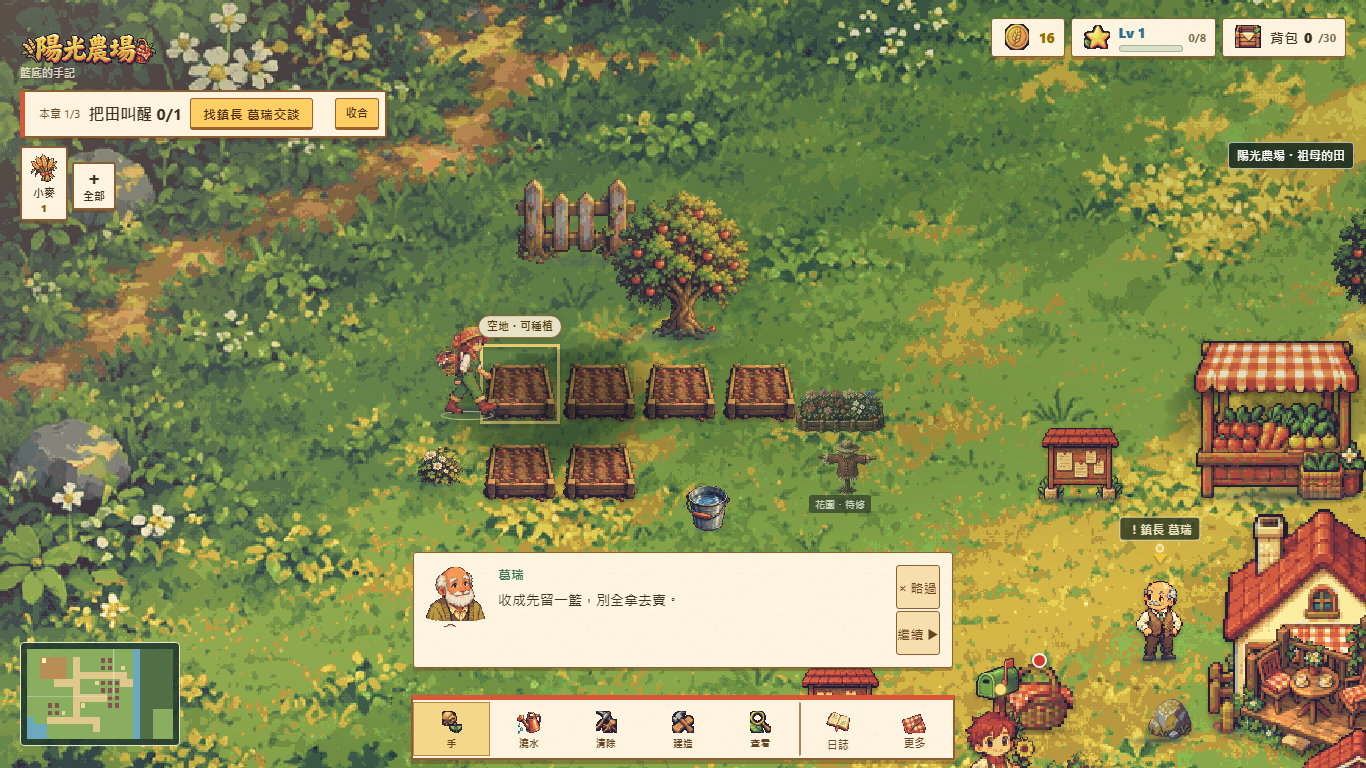 陽光農場
籃底的手記
本章 1/3 把田叫醒 0/1 找鎮長 葛瑞交談 收合
小麥
1
+
全部
16
Lv 1 0/8
背包 0 /30
陽光農場・祖母的田
空地・可種植
花圃・待修
! 鎮長 葛瑞
葛瑞
收成先留一籃，別全拿去賣。
× 略過
繼續 ▶
手
澆水
清除
建造
查看
日誌
更多